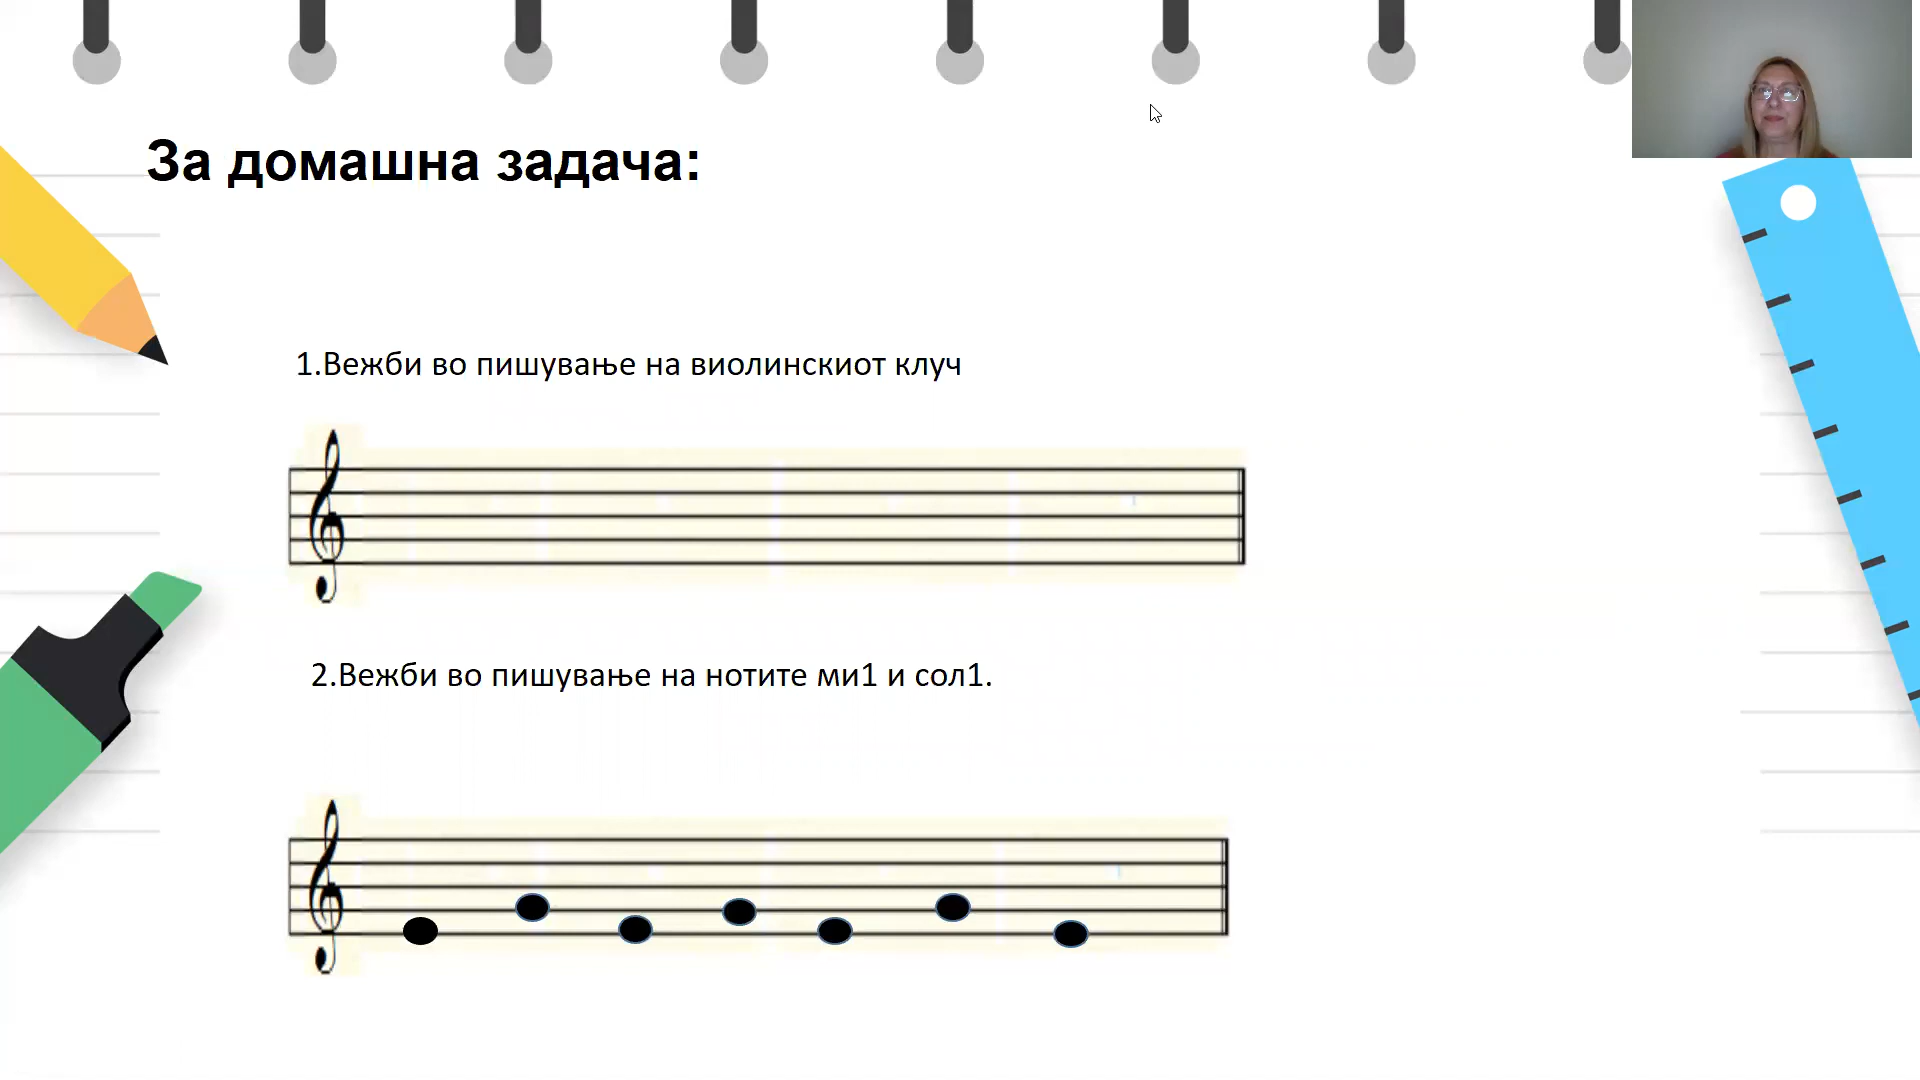 За домашна задача:
1.Вежби во пишување на виолинскиот клуч
2.Вежби во пишување на нотите ми1 и сол1.